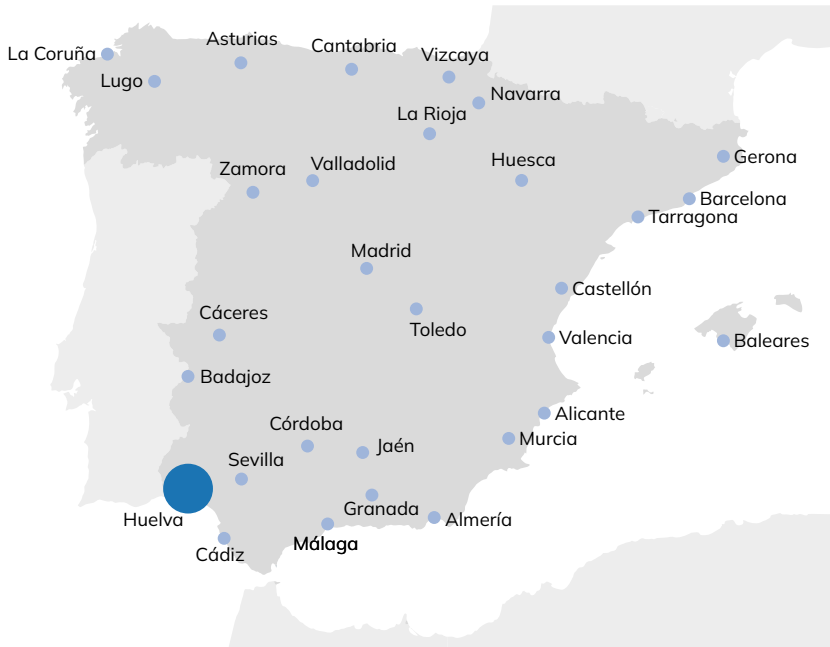 Asturias
Cantabria
La Coruña
Vizcaya
Lugo
Navarra
La Rioja
Gerona
Huesca
Valladolid
Zamora
Barcelona
Tarragona
Madrid
Castellón
Cáceres
Toledo
Valencia
Baleares
Badajoz
Alicante
Córdoba
Murcia
Jaén
Sevilla
Granada
Huelva
Almería
Málaga
Cádiz